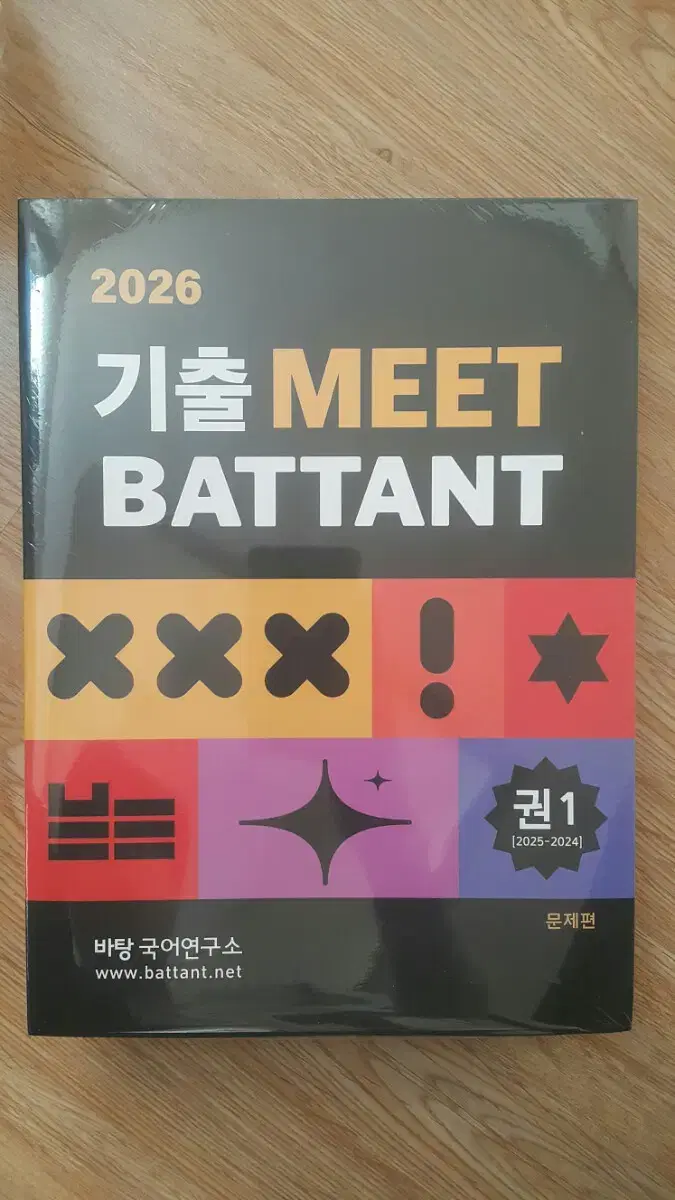 2026
기출 MEET
BATTANT
권 1
[2025-2024]
문제편
바탕 국어연구소
www.battant.net